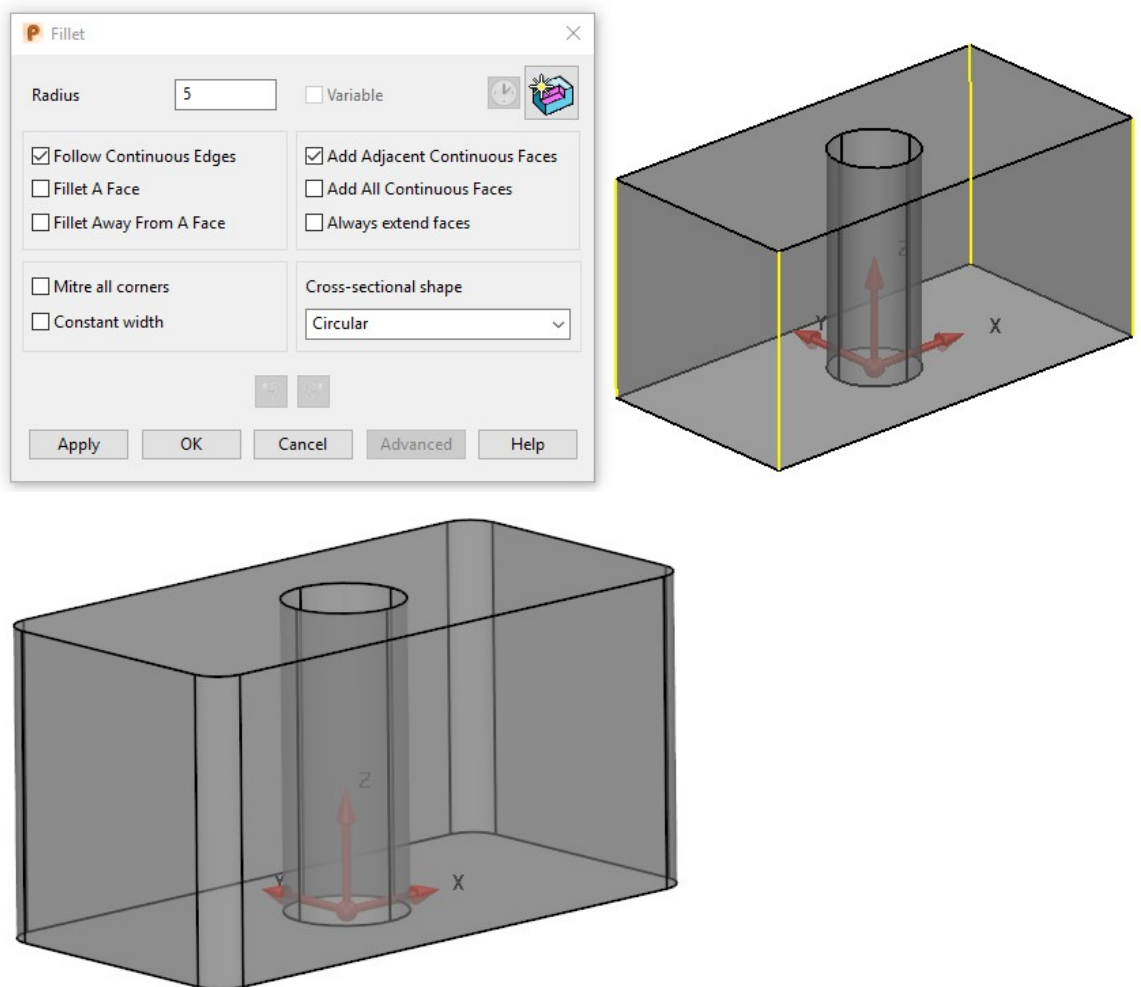 Fillet
Radius 5 Variable
Follow Continuous Edges
Fillet A Face
Fillet Away From A Face
Add Adjacent Continuous Faces
Add All Continuous Faces
Always extend faces
Mitre all corners
Constant width
Cross-sectional shape
Circular
Apply OK Cancel Advanced Help
Z
Y X
Z
Y X